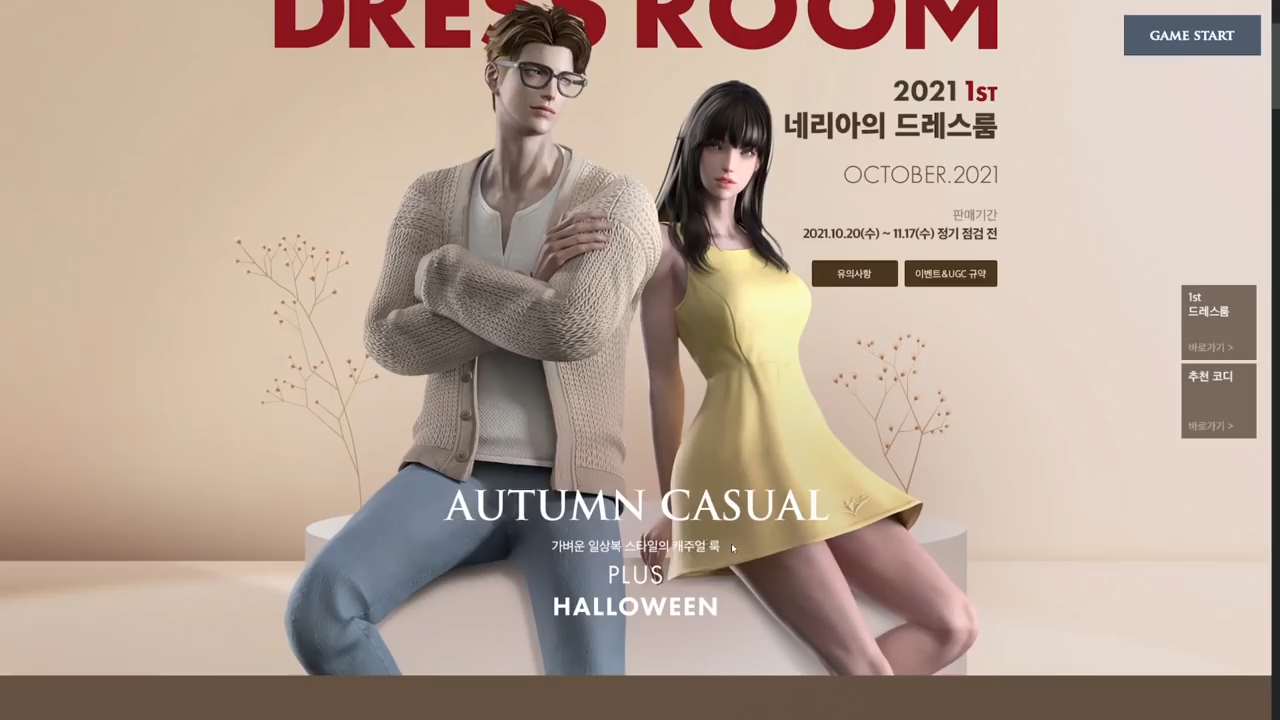 DRESS ROOM
GAME START
2021 1ST
네리아의 드레스룸
OCTOBER.2021
판매기간
2021.10.20(수) ~ 11.17(수) 정기 점검 전
유의사항
이벤트&UGC 규약
1st
드레스룸
바로가기 >
추천 코디
바로가기 >
AUTUMN CASUAL
가벼운 일상복 스타일의 캐주얼 룩
PLUS
HALLOWEEN